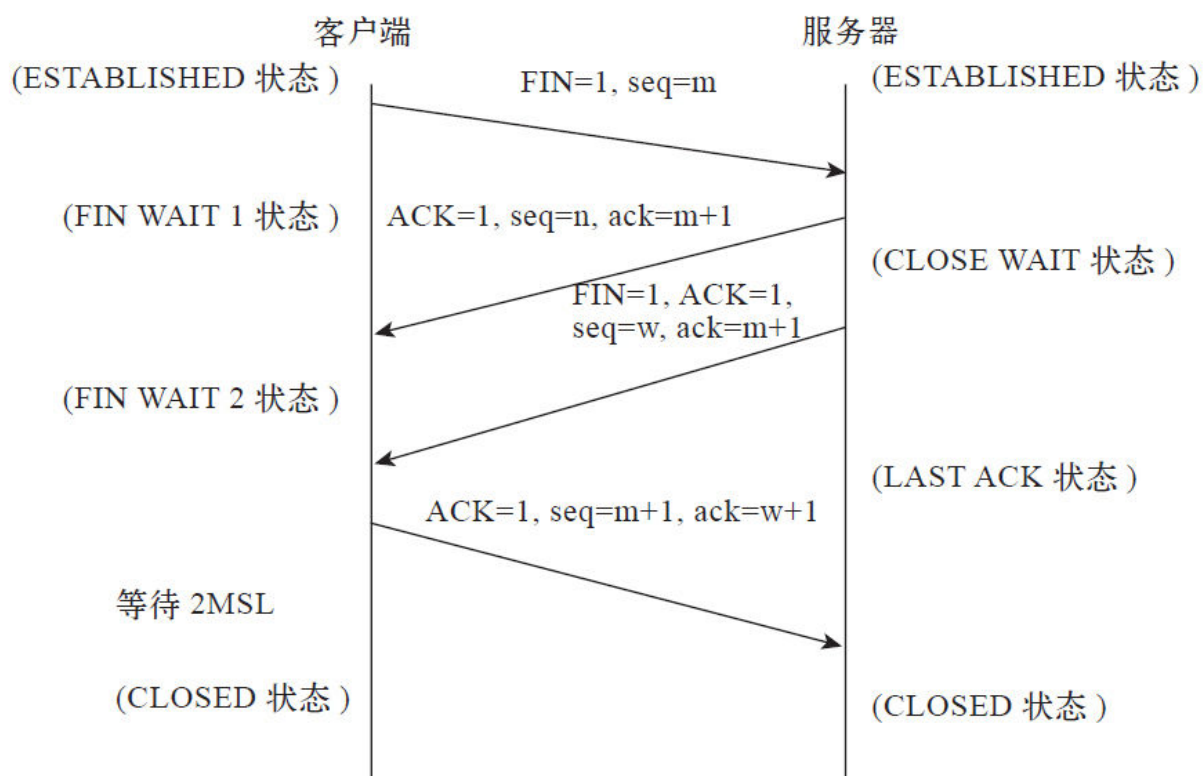 客户端
服务器
(ESTABLISHED 状态 )
FIN=1, seq=m
(ESTABLISHED 状态 )
(FIN WAIT 1 状态 )
ACK=1, seq=n, ack=m+1
(CLOSE WAIT 状态 )
FIN=1, ACK=1,
seq=w, ack=m+1
(FIN WAIT 2 状态 )
(LAST ACK 状态 )
ACK=1, seq=m+1, ack=w+1
等待 2MSL
(CLOSED 状态 )
(CLOSED 状态 )